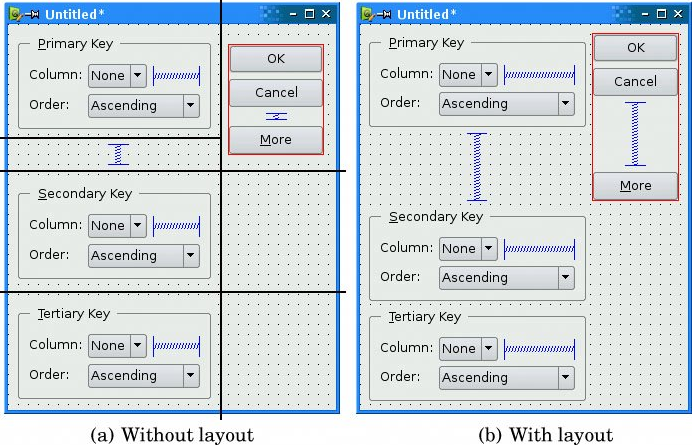 Untitled*
Primary Key
Column: None
Order: Ascending
OK
Cancel
More
Secondary Key
Column: None
Order: Ascending
Tertiary Key
Column: None
Order: Ascending
(a) Without layout
Untitled*
Primary Key
Column: None
Order: Ascending
OK
Cancel
More
Secondary Key
Column: None
Order: Ascending
Tertiary Key
Column: None
Order: Ascending
(b) With layout